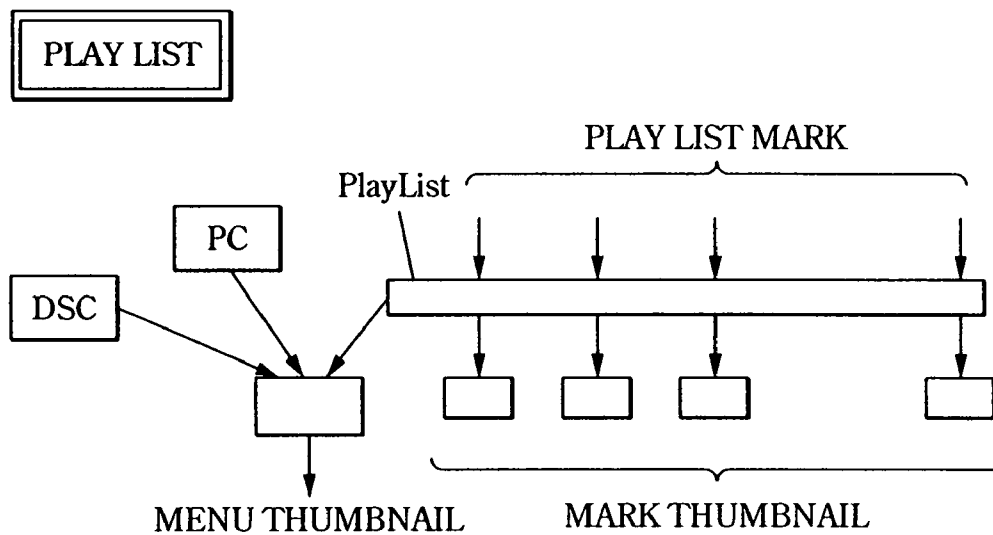 PLAY LIST
PLAY LIST MARK
PlayList
PC
DSC
MENU THUMBNAIL
MARK THUMBNAIL